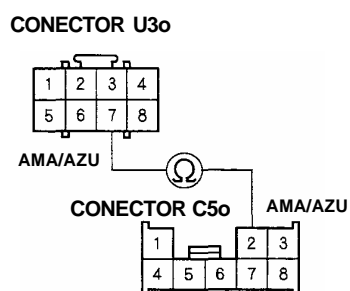 CONECTOR U3o
1 2 3 4
5 6 7 8
AMA/AZU
Ω
CONECTOR C5o
AMA/AZU
1 2 3
4 5 6 7 8